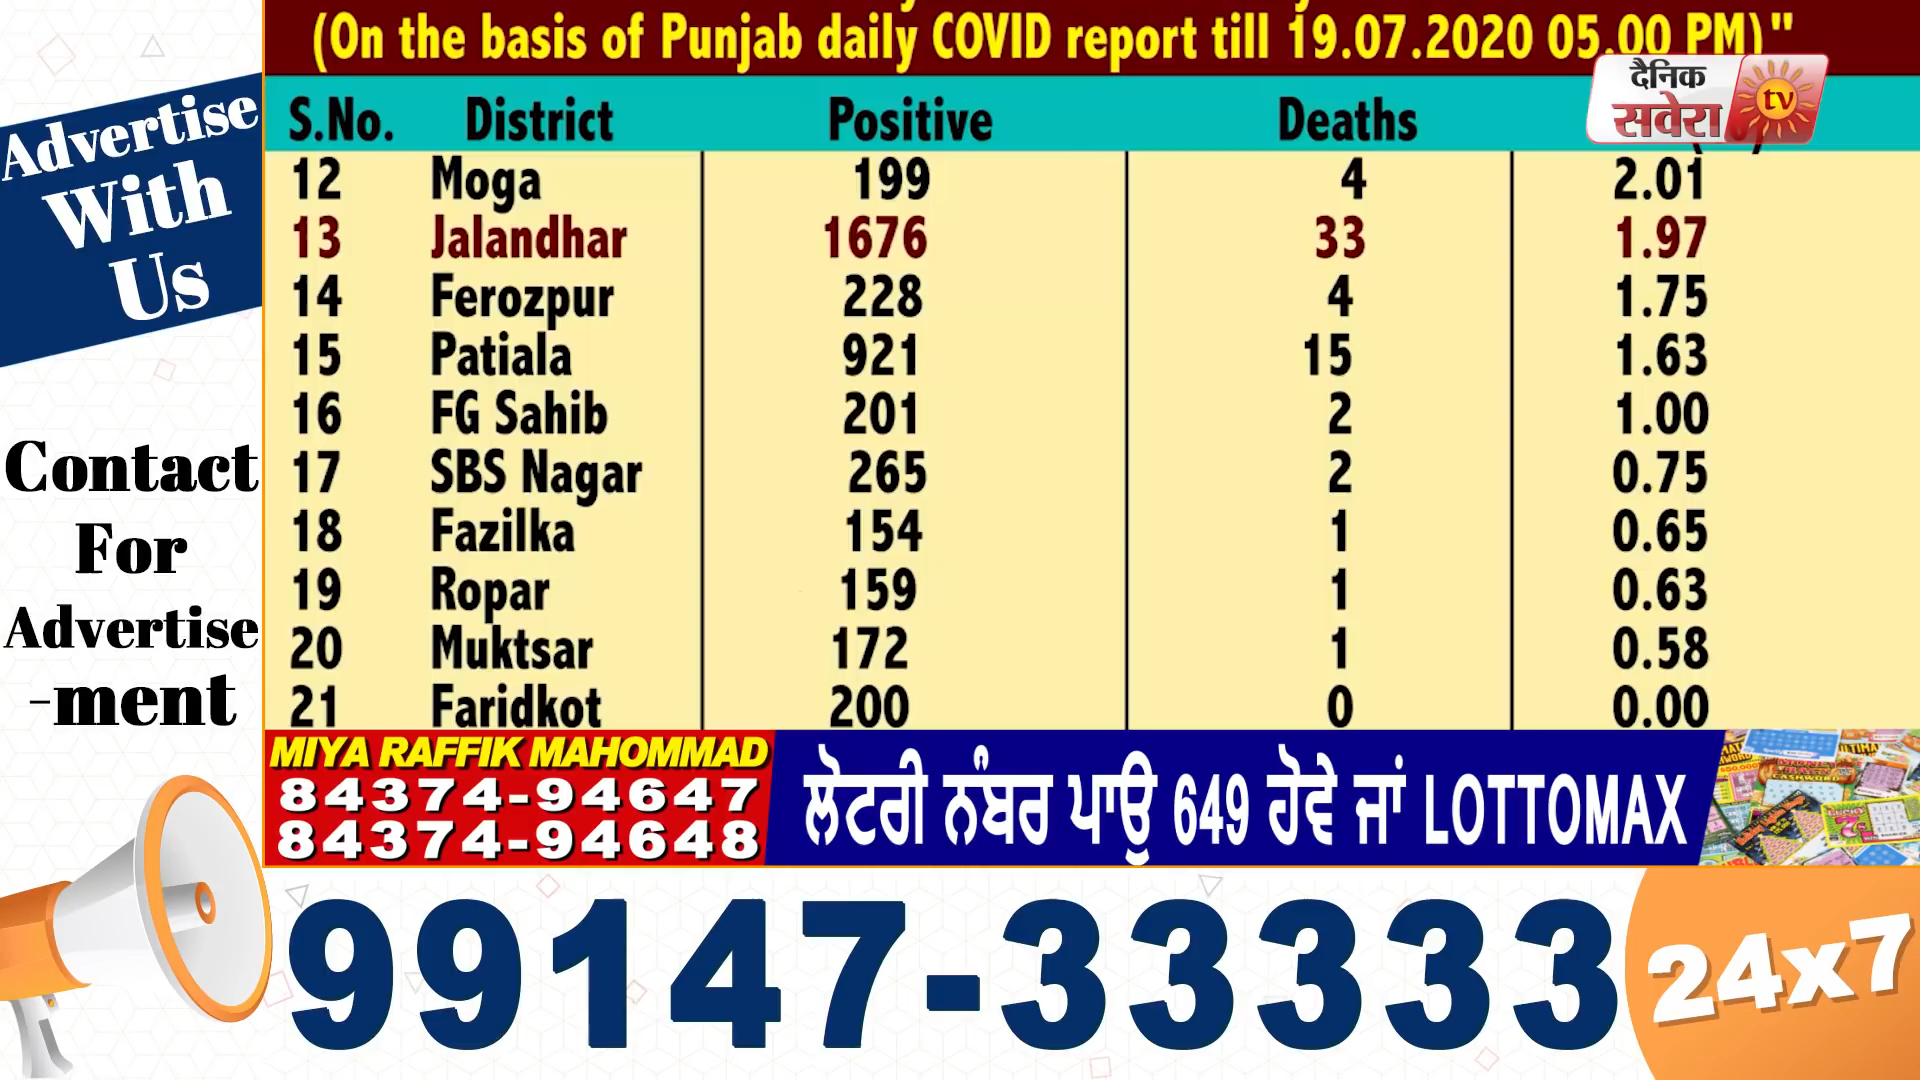 (On the basis of Punjab daily COVID report till 19.07.2020 05.00 PM)"
दैनिक
सवेरा tv
S.No. District Positive Deaths
12 Moga 199 4 2.01
13 Jalandhar 1676 33 1.97
14 Ferozpur 228 4 1.75
15 Patiala 921 15 1.63
16 FG Sahib 201 2 1.00
17 SBS Nagar 265 2 0.75
18 Fazilka 154 1 0.65
19 Ropar 159 1 0.63
20 Muktsar 172 1 0.58
21 Faridkot 200 0 0.00
Advertise
With
Us
Contact
For
Advertise
-ment
MIYA RAFFIK MAHOMMAD
84374-94647
84374-94648
ਲੋਟਰੀ ਨੰਬਰ ਪਾਉ 649 ਹੋਵੇ ਜਾਂ LOTTOMAX
99147-33333
24x7